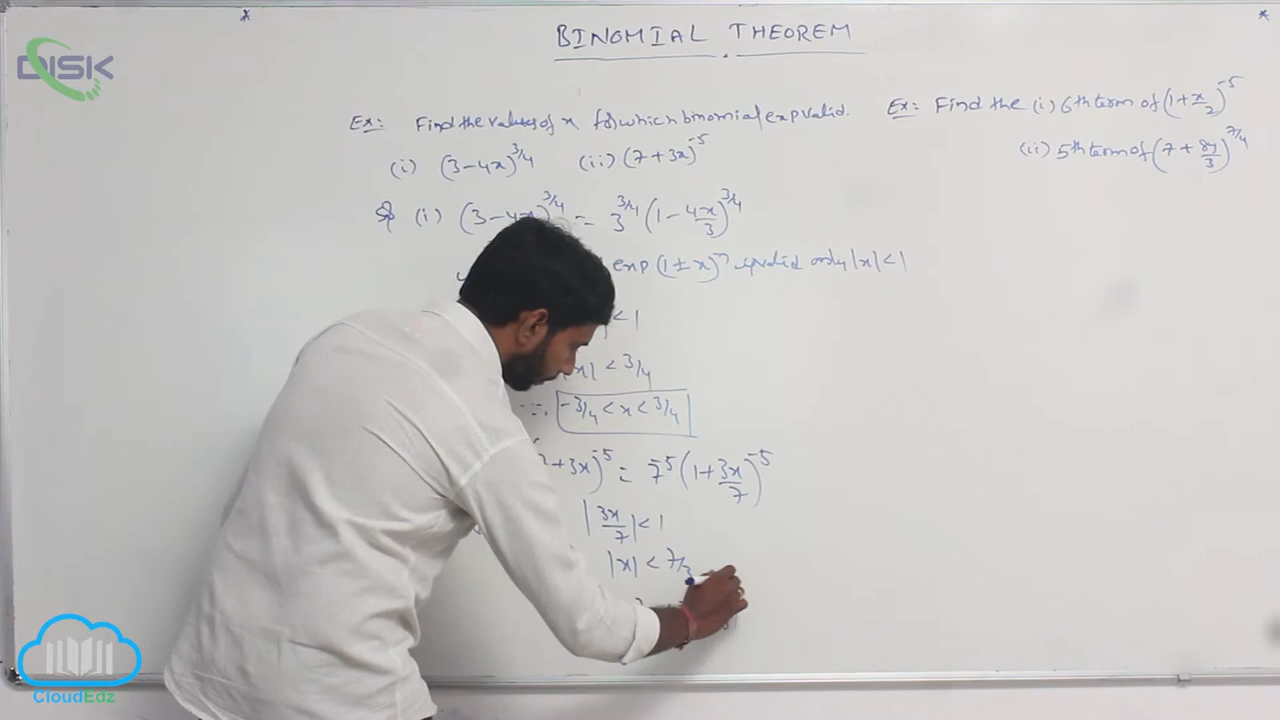 BINOMIAL THEOREM
DISK
Ex: Find the values of x for which binomial exp valid.
(i) (3-4x)^3/4 (ii) (7+3x)^-5
(i) (3-4x)^3/4 = 3^3/4 (1-4x/3)^3/4
exp (1±x)^n is valid only |x|<1
<1
x| < 3/4
∴ -3/4 < x < 3/4
+3x)^-5 = 7^-5 (1+3x/7)^-5
|3x/7| < 1
|x| < 7/3
Ex: Find the (i) 6th term of (1+x/2)^-5
(ii) 5th term of (7+8y/3)^7/4
CloudEdz